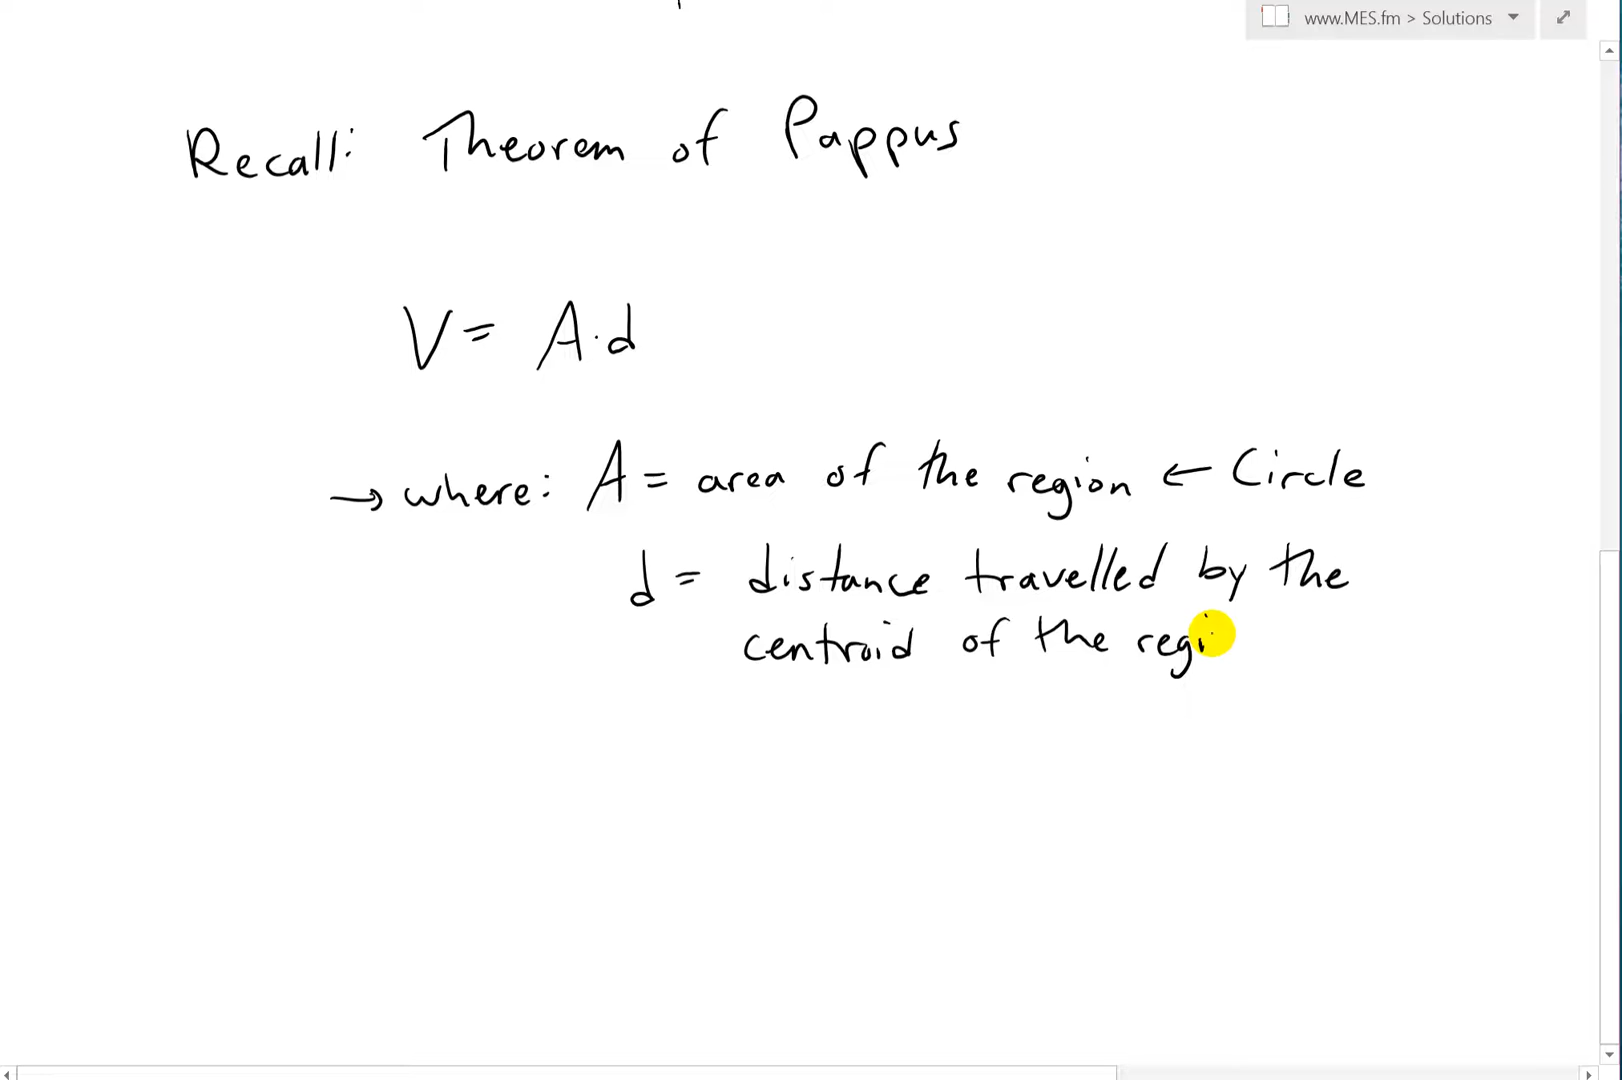 www.MES.fm > Solutions
Recall: Theorem of Pappus
V = A·d
→ where: A = area of the region ← Circle
d = distance travelled by the
centroid of the regi